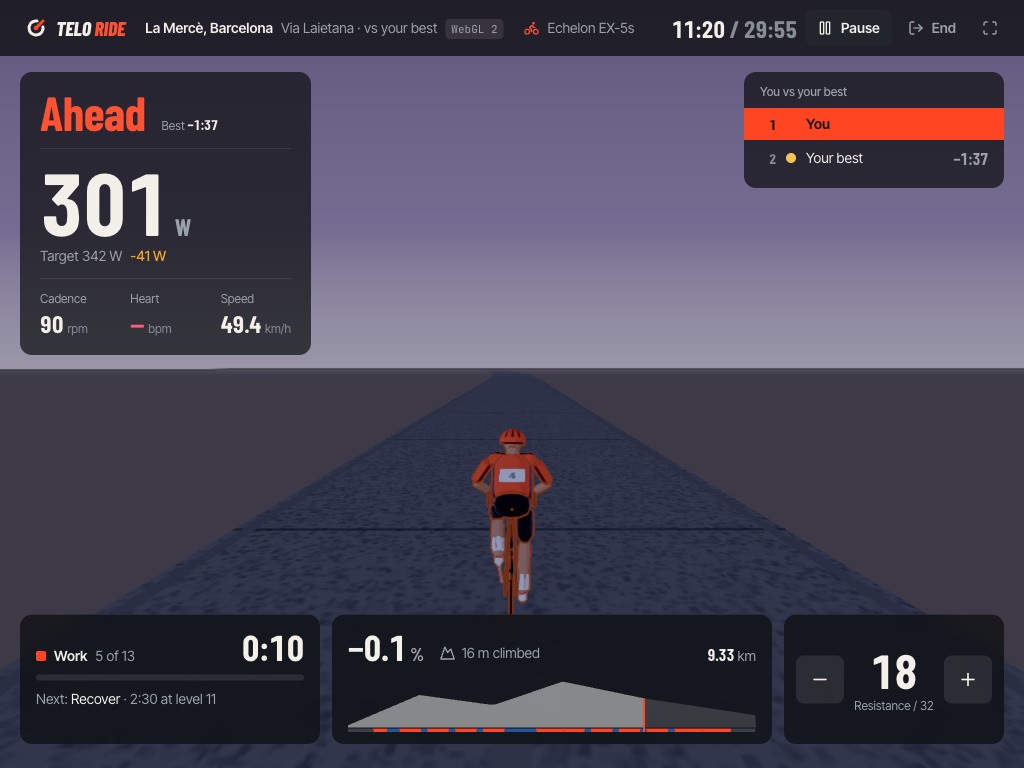 TELO RIDE
La Mercè, Barcelona Via Laietana · vs your best WebGL 2 Echelon EX-5s 11:20 / 29:55 Pause End
Ahead Best −1:37
301 W
Target 342 W -41 W
Cadence Heart Speed
90 rpm – bpm 49.4 km/h
You vs your best
1 You
2 Your best −1:37
4
Work 5 of 13 0:10
Next: Recover · 2:30 at level 11
−0.1 % 16 m climbed 9.33 km
− 18 +
Resistance / 32